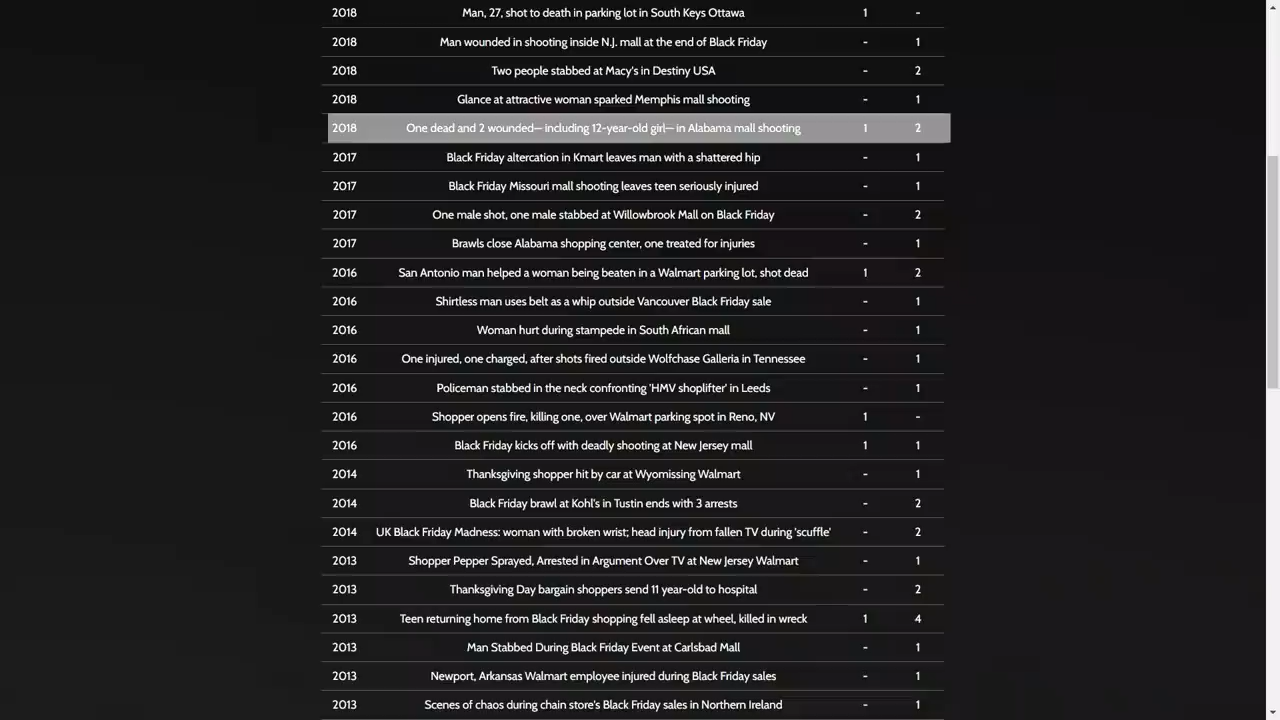 2018 Man, 27, shot to death in parking lot in South Keys Ottawa 1 -
2018 Man wounded in shooting inside N.J. mall at the end of Black Friday - 1
2018 Two people stabbed at Macy's in Destiny USA - 2
2018 Glance at attractive woman sparked Memphis mall shooting - 1
2018 One dead and 2 wounded— including 12-year-old girl— in Alabama mall shooting 1 2
2017 Black Friday altercation in Kmart leaves man with a shattered hip - 1
2017 Black Friday Missouri mall shooting leaves teen seriously injured - 1
2017 One male shot, one male stabbed at Willowbrook Mall on Black Friday - 2
2017 Brawls close Alabama shopping center, one treated for injuries - 1
2016 San Antonio man helped a woman being beaten in a Walmart parking lot, shot dead 1 2
2016 Shirtless man uses belt as a whip outside Vancouver Black Friday sale - 1
2016 Woman hurt during stampede in South African mall - 1
2016 One injured, one charged, after shots fired outside Wolfchase Galleria in Tennessee - 1
2016 Policeman stabbed in the neck confronting 'HMV shoplifter' in Leeds - 1
2016 Shopper opens fire, killing one, over Walmart parking spot in Reno, NV 1 -
2016 Black Friday kicks off with deadly shooting at New Jersey mall 1 1
2014 Thanksgiving shopper hit by car at Wyomissing Walmart - 1
2014 Black Friday brawl at Kohl's in Tustin ends with 3 arrests - 2
2014 UK Black Friday Madness: woman with broken wrist; head injury from fallen TV during 'scuffle' - 2
2013 Shopper Pepper Sprayed, Arrested in Argument Over TV at New Jersey Walmart - 1
2013 Thanksgiving Day bargain shoppers send 11 year-old to hospital - 2
2013 Teen returning home from Black Friday shopping fell asleep at wheel, killed in wreck 1 4
2013 Man Stabbed During Black Friday Event at Carlsbad Mall - 1
2013 Newport, Arkansas Walmart employee injured during Black Friday sales - 1
2013 Scenes of chaos during chain store's Black Friday sales in Northern Ireland - 1